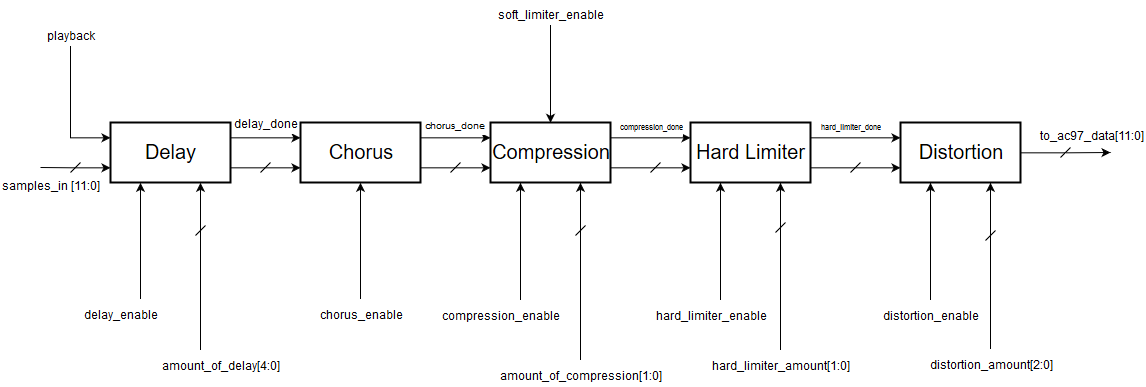 soft_limiter_enable
playback
delay_done
chorus_done
compression_done
hard_limiter_done
to_ac97_data[11:0]
Delay
Chorus
Compression
Hard Limiter
Distortion
samples_in [11:0]
delay_enable
chorus_enable
compression_enable
hard_limiter_enable
distortion_enable
amount_of_delay[4:0]
amount_of_compression[1:0]
hard_limiter_amount[1:0]
distortion_amount[2:0]